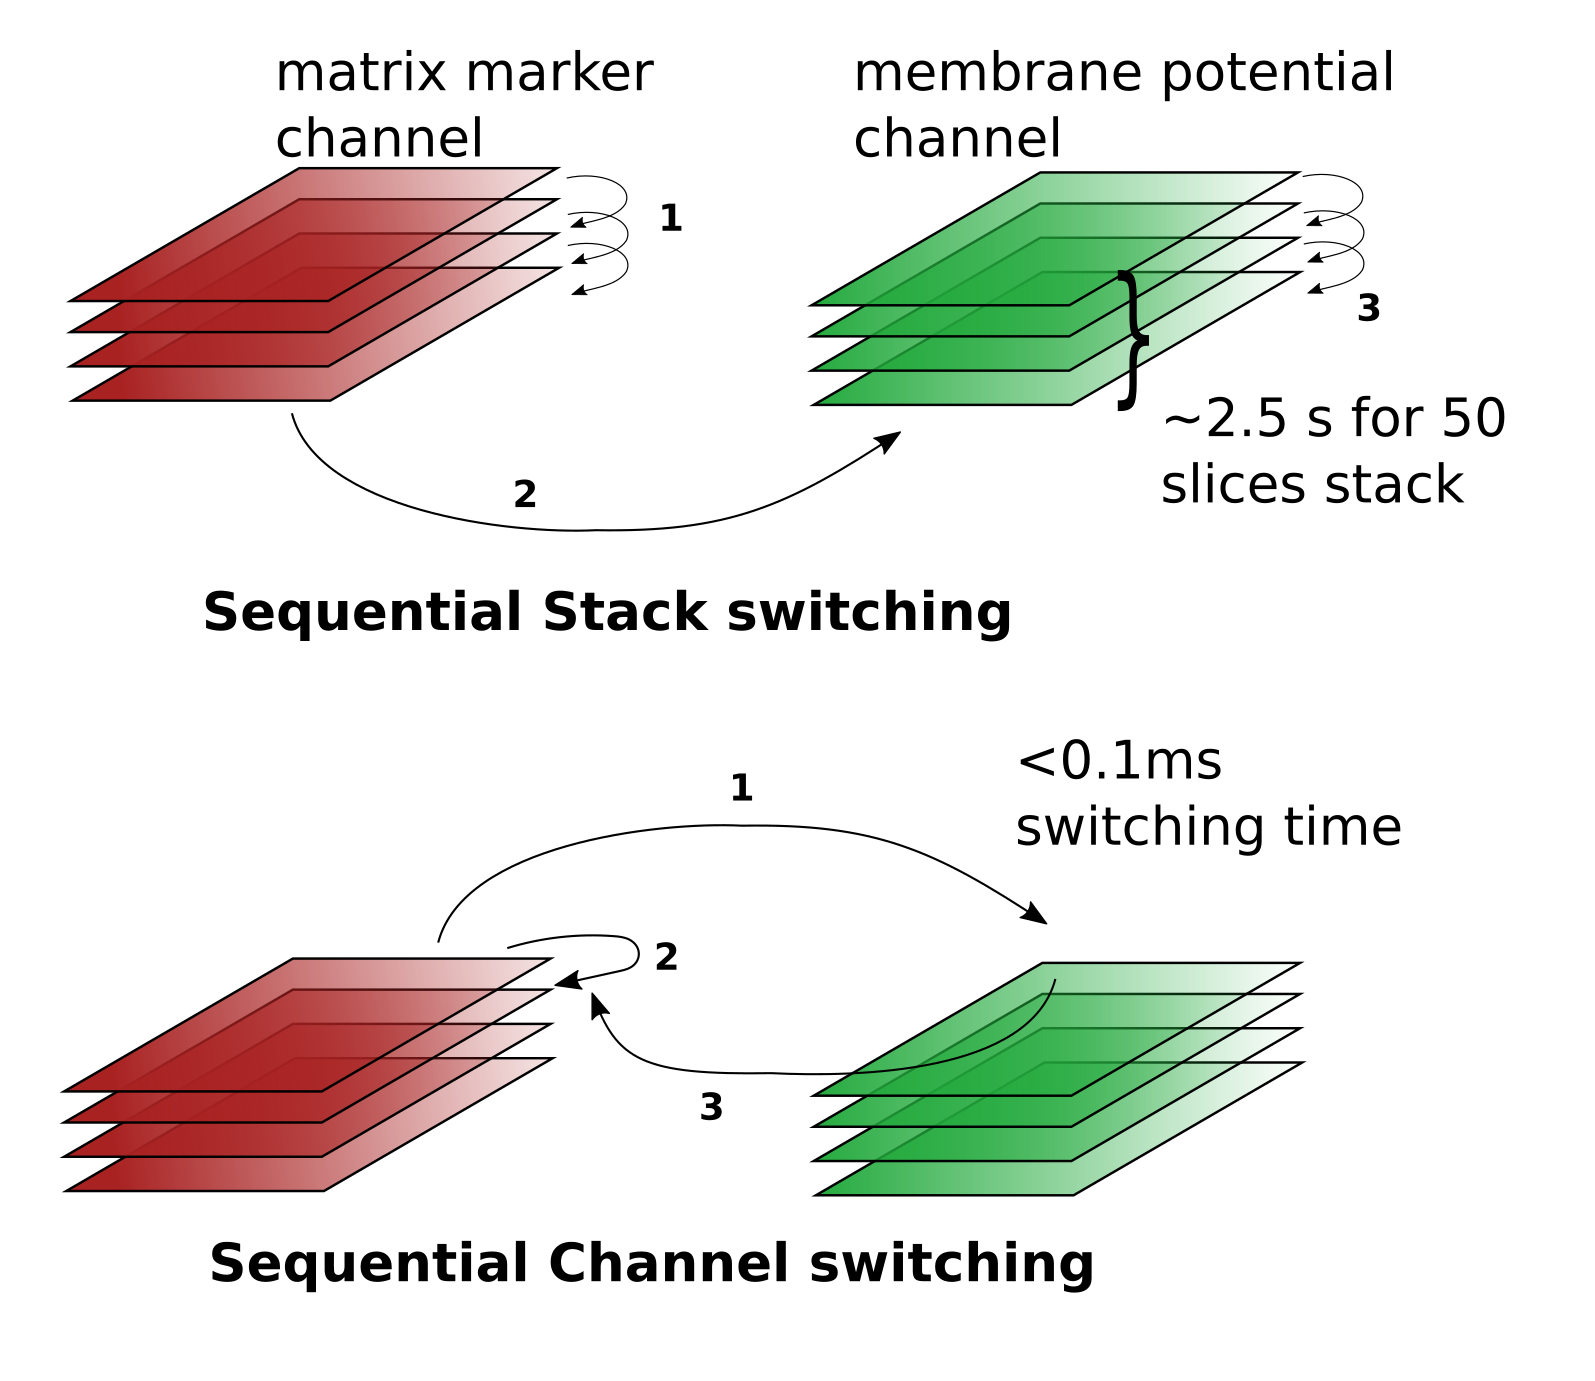 matrix marker
channel
membrane potential
channel
1
3
~2.5 s for 50
slices stack
2
Sequential Stack switching
<0.1ms
switching time
1
2
3
Sequential Channel switching